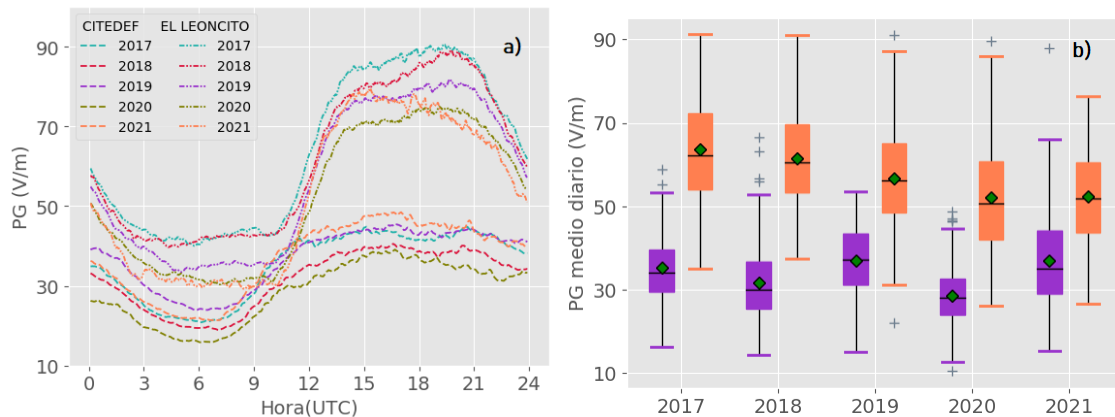 CITEDEF EL LEONCITO
2017 2017
2018 2018
2019 2019
2020 2020
2021 2021
a)
90
70
50
30
10
PG (V/m)
0 3 6 9 12 15 18 21 24
Hora(UTC)
b)
90
70
50
30
10
PG medio diario (V/m)
2017 2018 2019 2020 2021